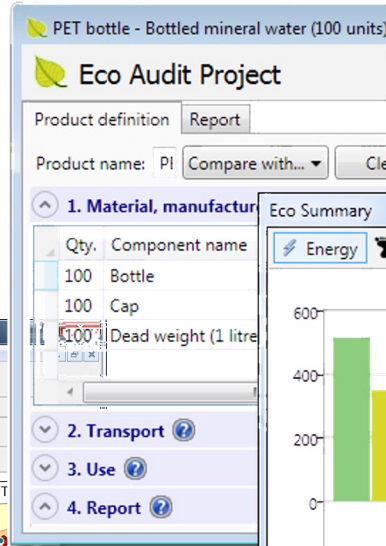 PET bottle - Bottled mineral water (100 units)
Eco Audit Project
Product definition Report
Product name: Compare with... Cle
1. Material, manufactur
Qty. Component name
100 Bottle
100 Cap
100 Dead weight (1 litre
2. Transport
3. Use
4. Report
Eco Summary
Energy
600
400
200
0